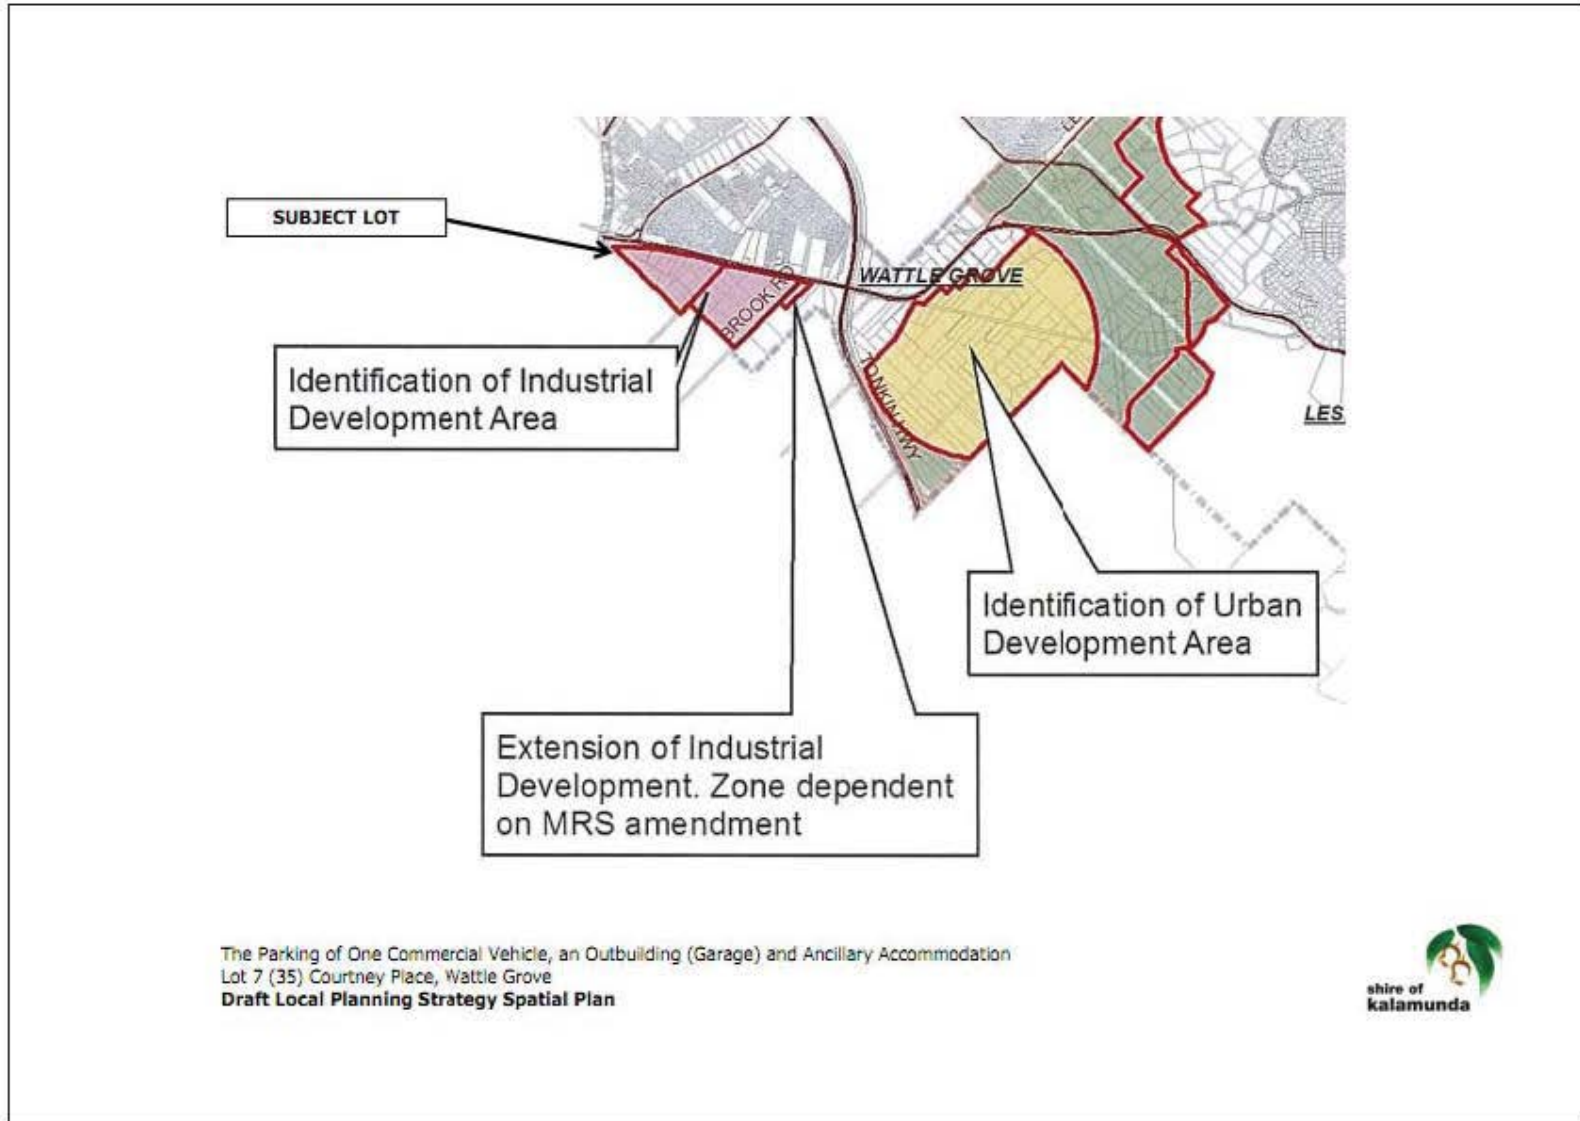 SUBJECT LOT
WATTLE GROVE
BROOK RD
TONKIN HWY
LE
LES
Identification of Industrial
Development Area
Identification of Urban
Development Area
Extension of Industrial
Development. Zone dependent
on MRS amendment
The Parking of One Commercial Vehicle, an Outbuilding (Garage) and Ancillary Accommodation
Lot 7 (35) Courtney Place, Wattle Grove
Draft Local Planning Strategy Spatial Plan
shire of
kalamunda